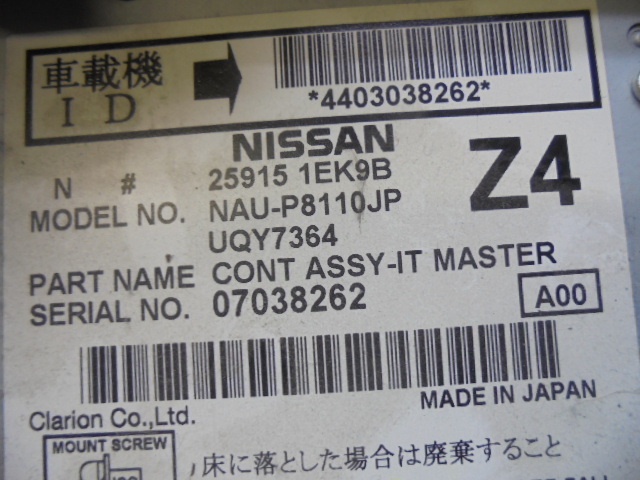 車載機
ID
*4403038262*
NISSAN
N # 25915 1EK9B
Z4
MODEL NO. NAU-P8110JP
UQY7364
PART NAME CONT ASSY-IT MASTER
SERIAL NO. 07038262
A00
MADE IN JAPAN
Clarion Co.,Ltd.
MOUNT SCREW
床に落とした場合は廃棄すること